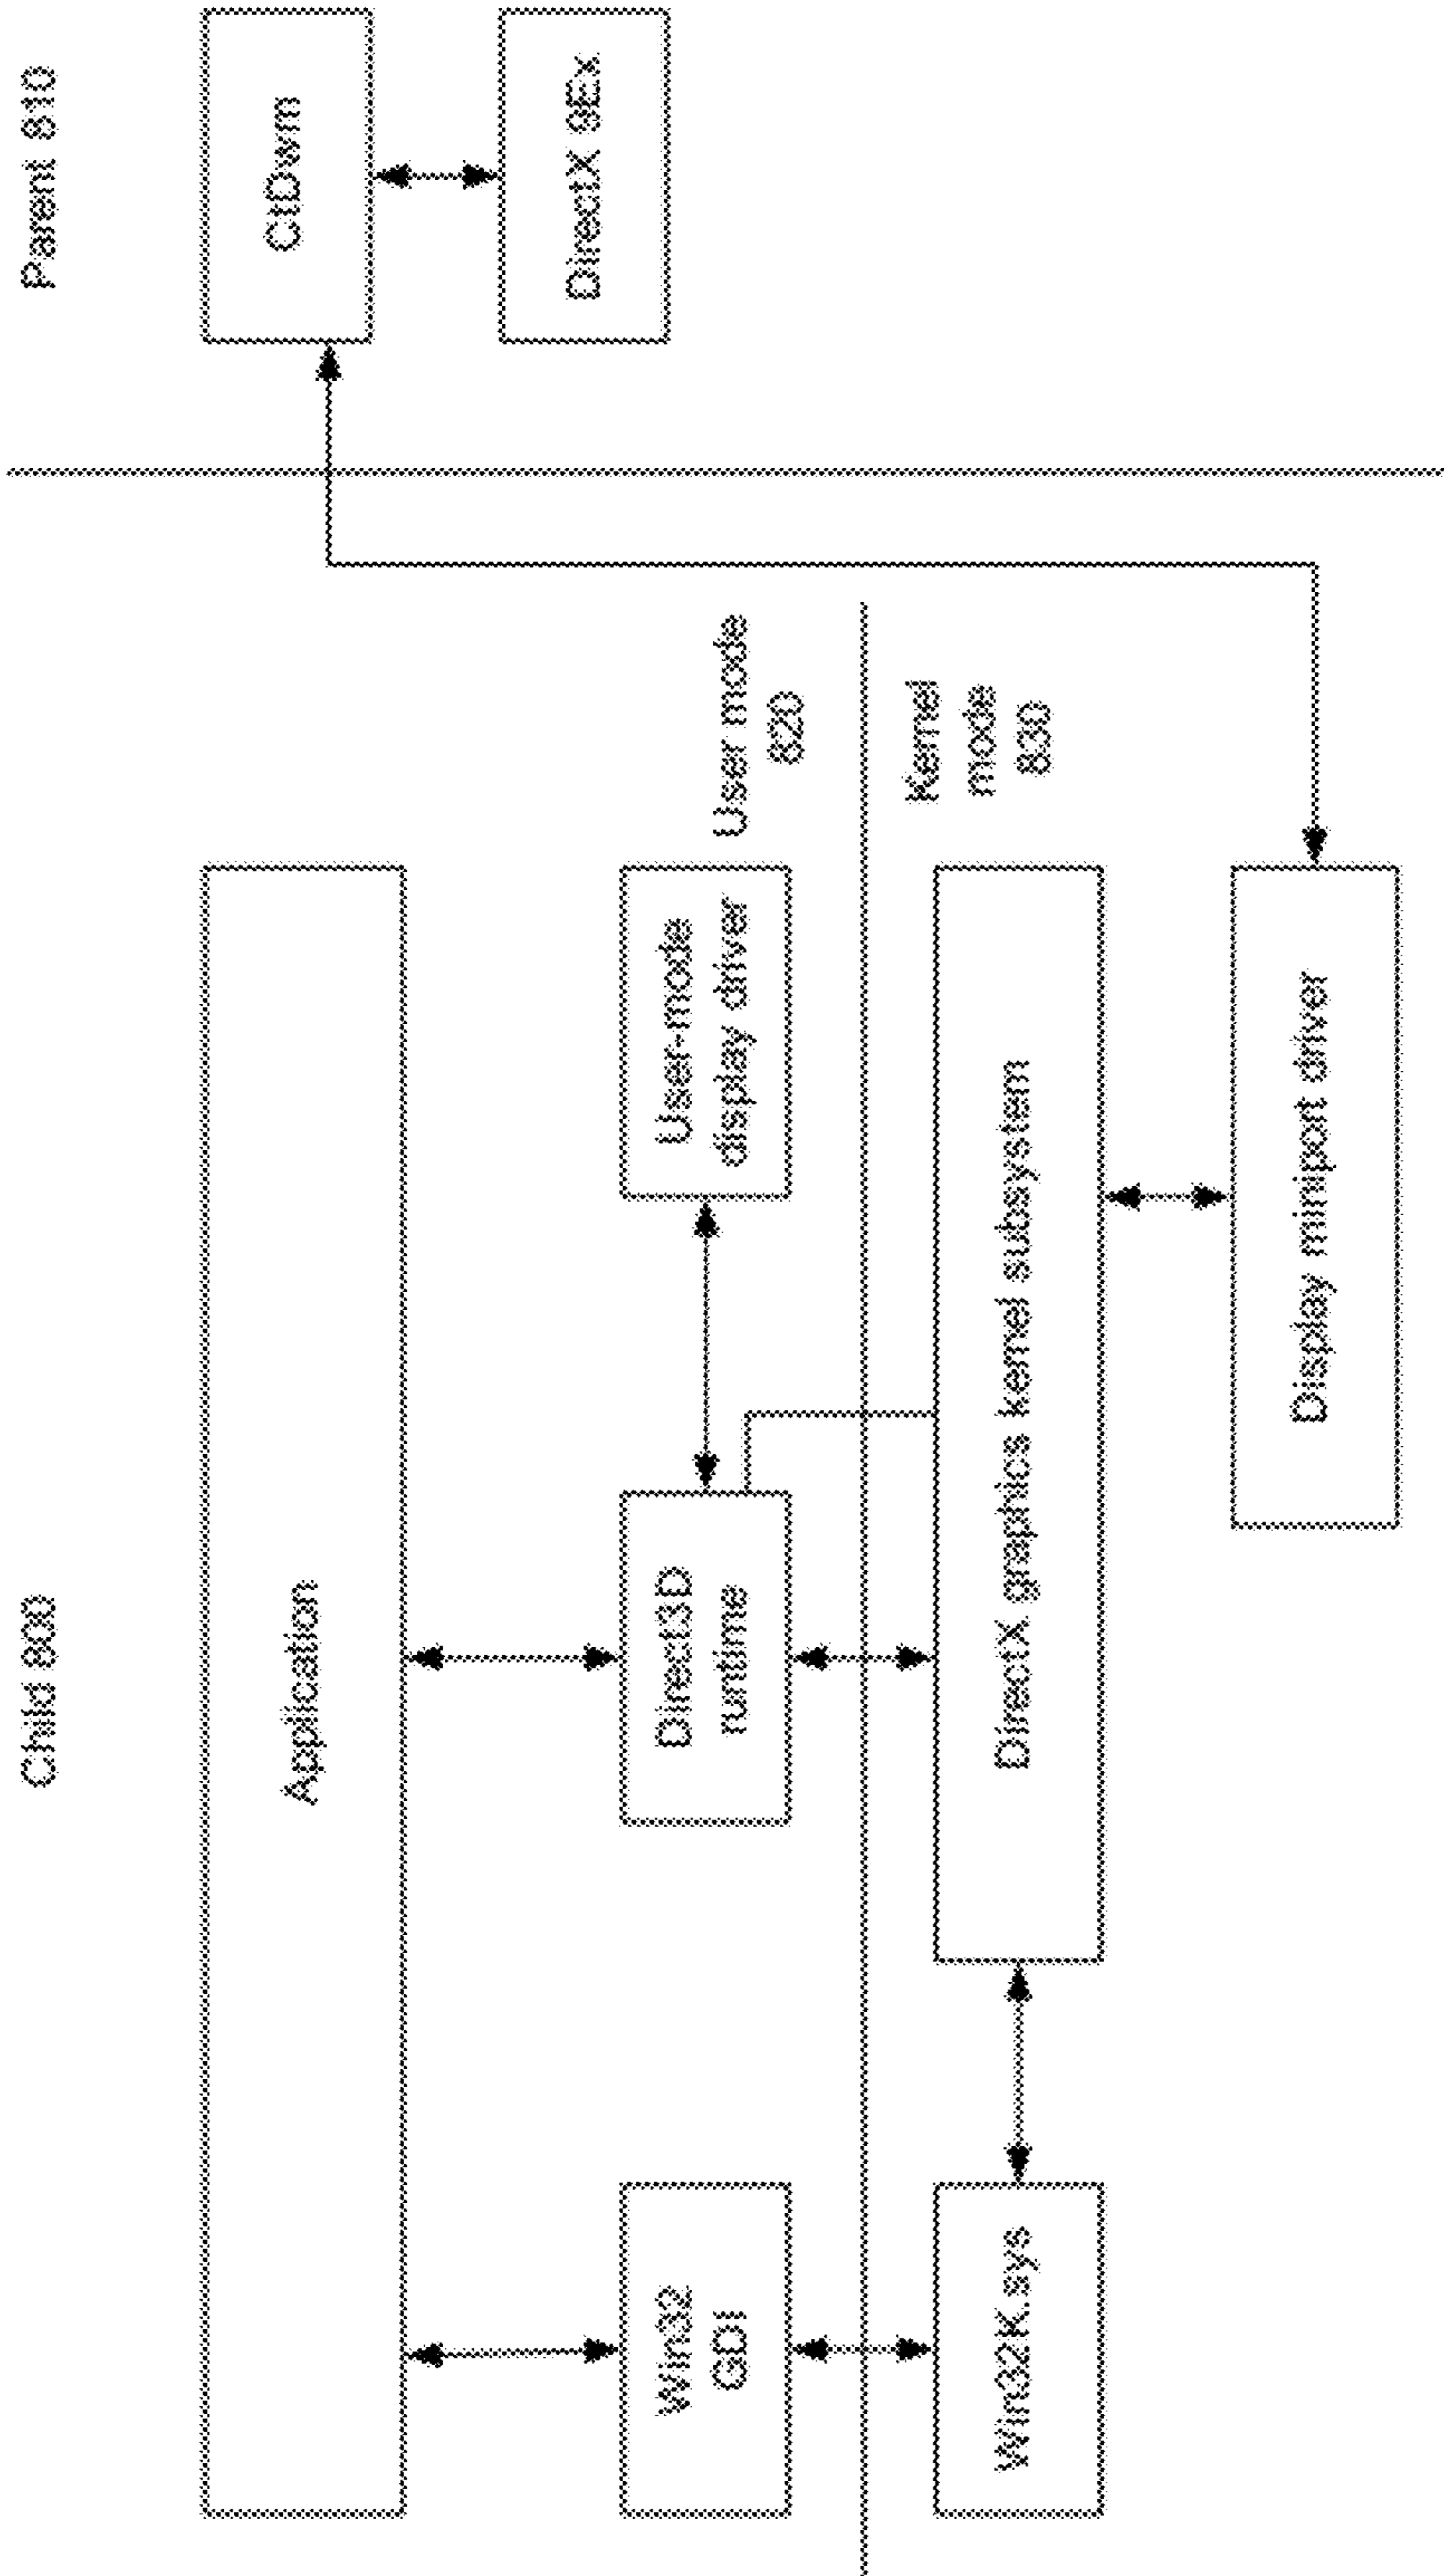 Child 800
Parent 810
Application
CtDwm
DirectX 9Ex
Win32
GDI
Direct3D
runtime
User-mode
display driver
User mode
820
Kernel
mode
830
Win32K.sys
DirectX graphics kernel subsystem
Display miniport driver